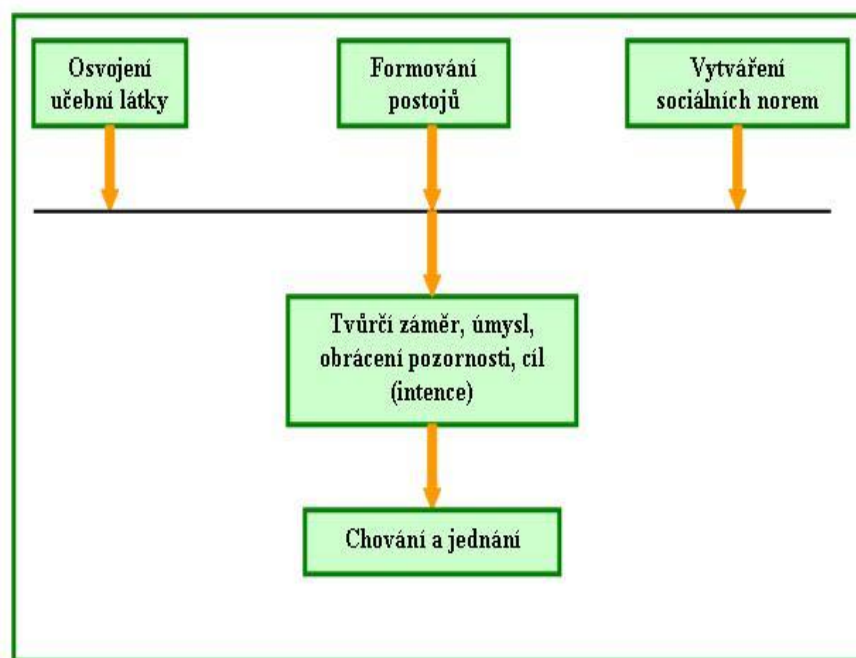 Osvojení
učební látky
Formování
postojů
Vytváření
sociálních norem
Tvůrčí záměr, úmysl,
obrácení pozornosti, cíl
(intence)
Chování a jednání